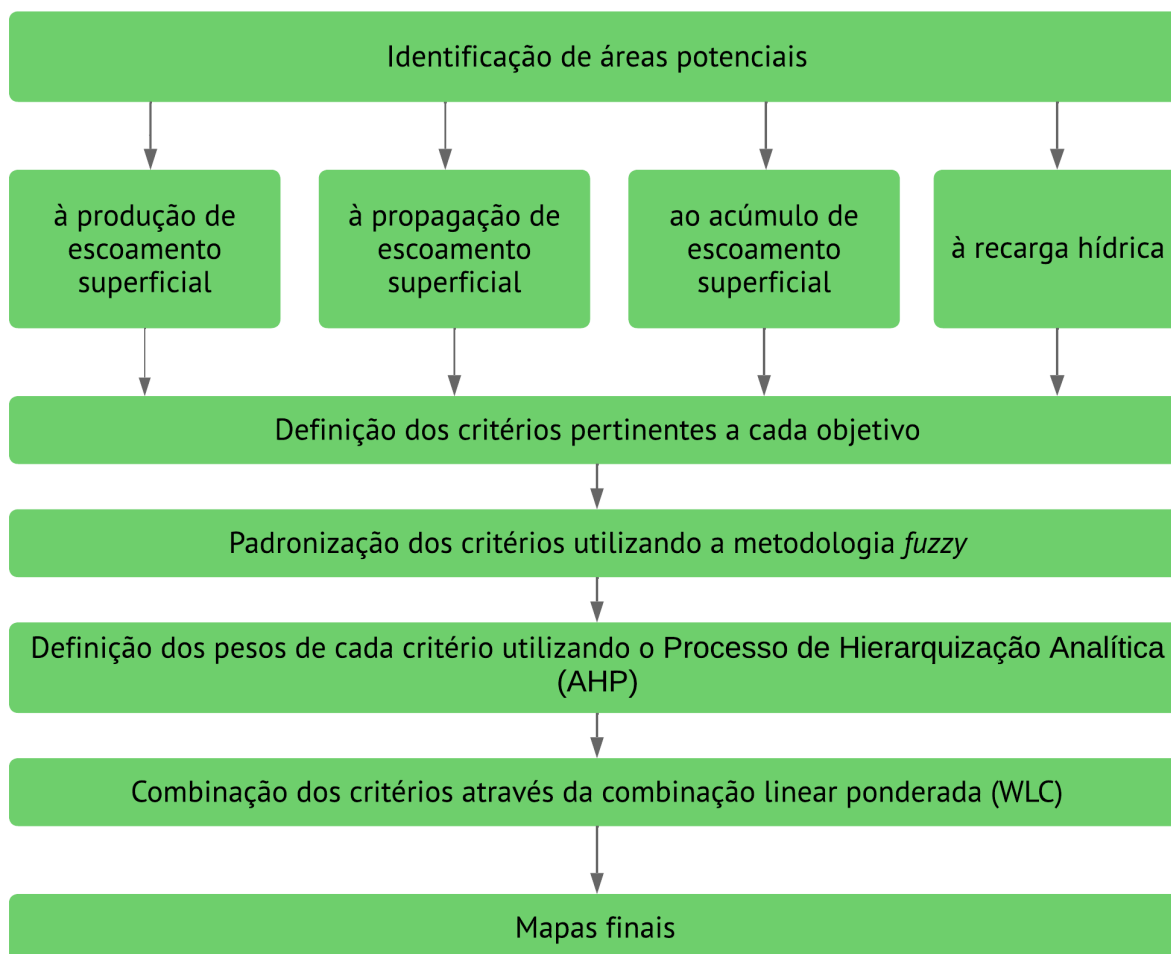 Identificação de áreas potenciais
à produção de
escoamento
superficial
à propagação de
escoamento
superficial
ao acúmulo de
escoamento
superficial
à recarga hídrica
Definição dos critérios pertinentes a cada objetivo
Padronização dos critérios utilizando a metodologia fuzzy
Definição dos pesos de cada critério utilizando o Processo de Hierarquização Analítica
(AHP)
Combinação dos critérios através da combinação linear ponderada (WLC)
Mapas finais